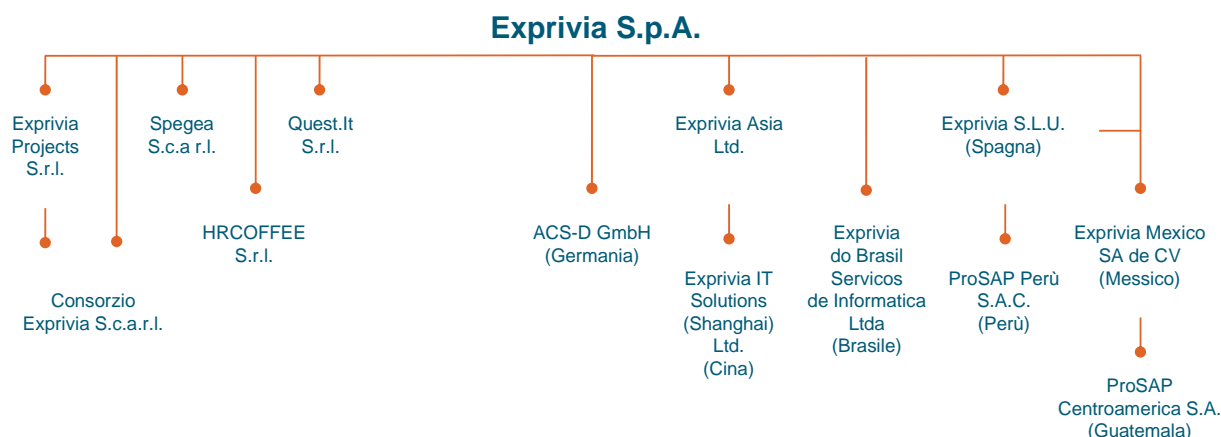 Exprivia S.p.A.
Exprivia
Projects
S.r.l.
Spegea
S.c.a r.l.
Quest.It
S.r.l.
Exprivia Asia
Ltd.
Exprivia S.L.U.
(Spagna)
HRCOFFEE
S.r.l.
ACS-D GmbH
(Germania)
Exprivia
do Brasil
Servicos
de Informatica
Ltda
(Brasile)
Exprivia Mexico
SA de CV
(Messico)
Consorzio
Exprivia S.c.a.r.l.
Exprivia IT
Solutions
(Shanghai)
Ltd.
(Cina)
ProSAP Perù
S.A.C.
(Perù)
ProSAP
Centroamerica S.A.
(Guatemala)